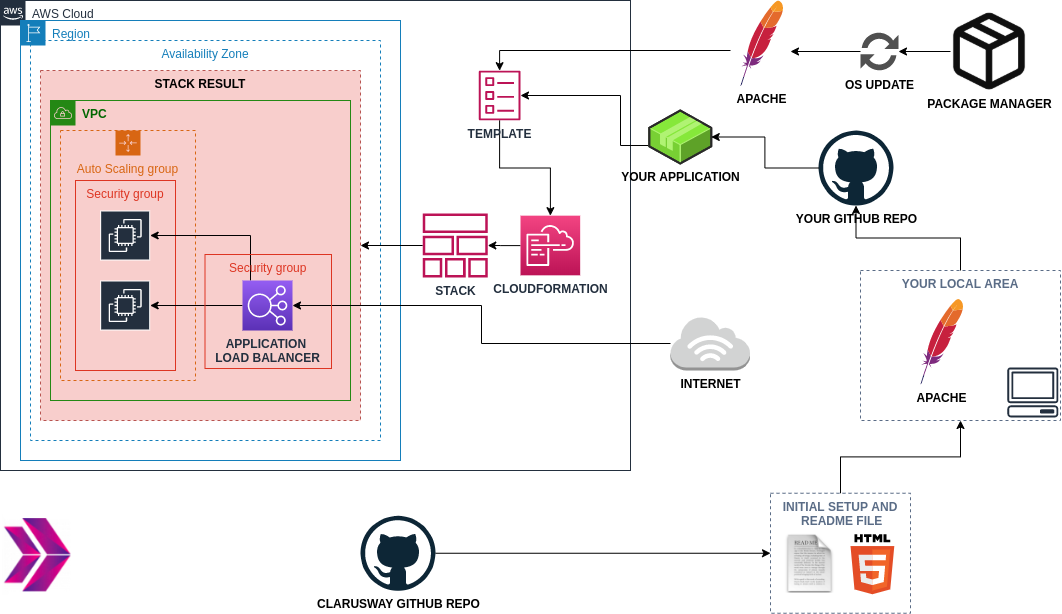 aws
AWS Cloud
Region
Availability Zone
STACK RESULT
VPC
Auto Scaling group
Security group
Security group
APPLICATION
LOAD BALANCER
TEMPLATE
STACK
CLOUDFORMATION
APACHE
OS UPDATE
PACKAGE MANAGER
YOUR APPLICATION
YOUR GITHUB REPO
INTERNET
YOUR LOCAL AREA
APACHE
INITIAL SETUP AND
README FILE
README
HTML
5
CLARUSWAY GITHUB REPO